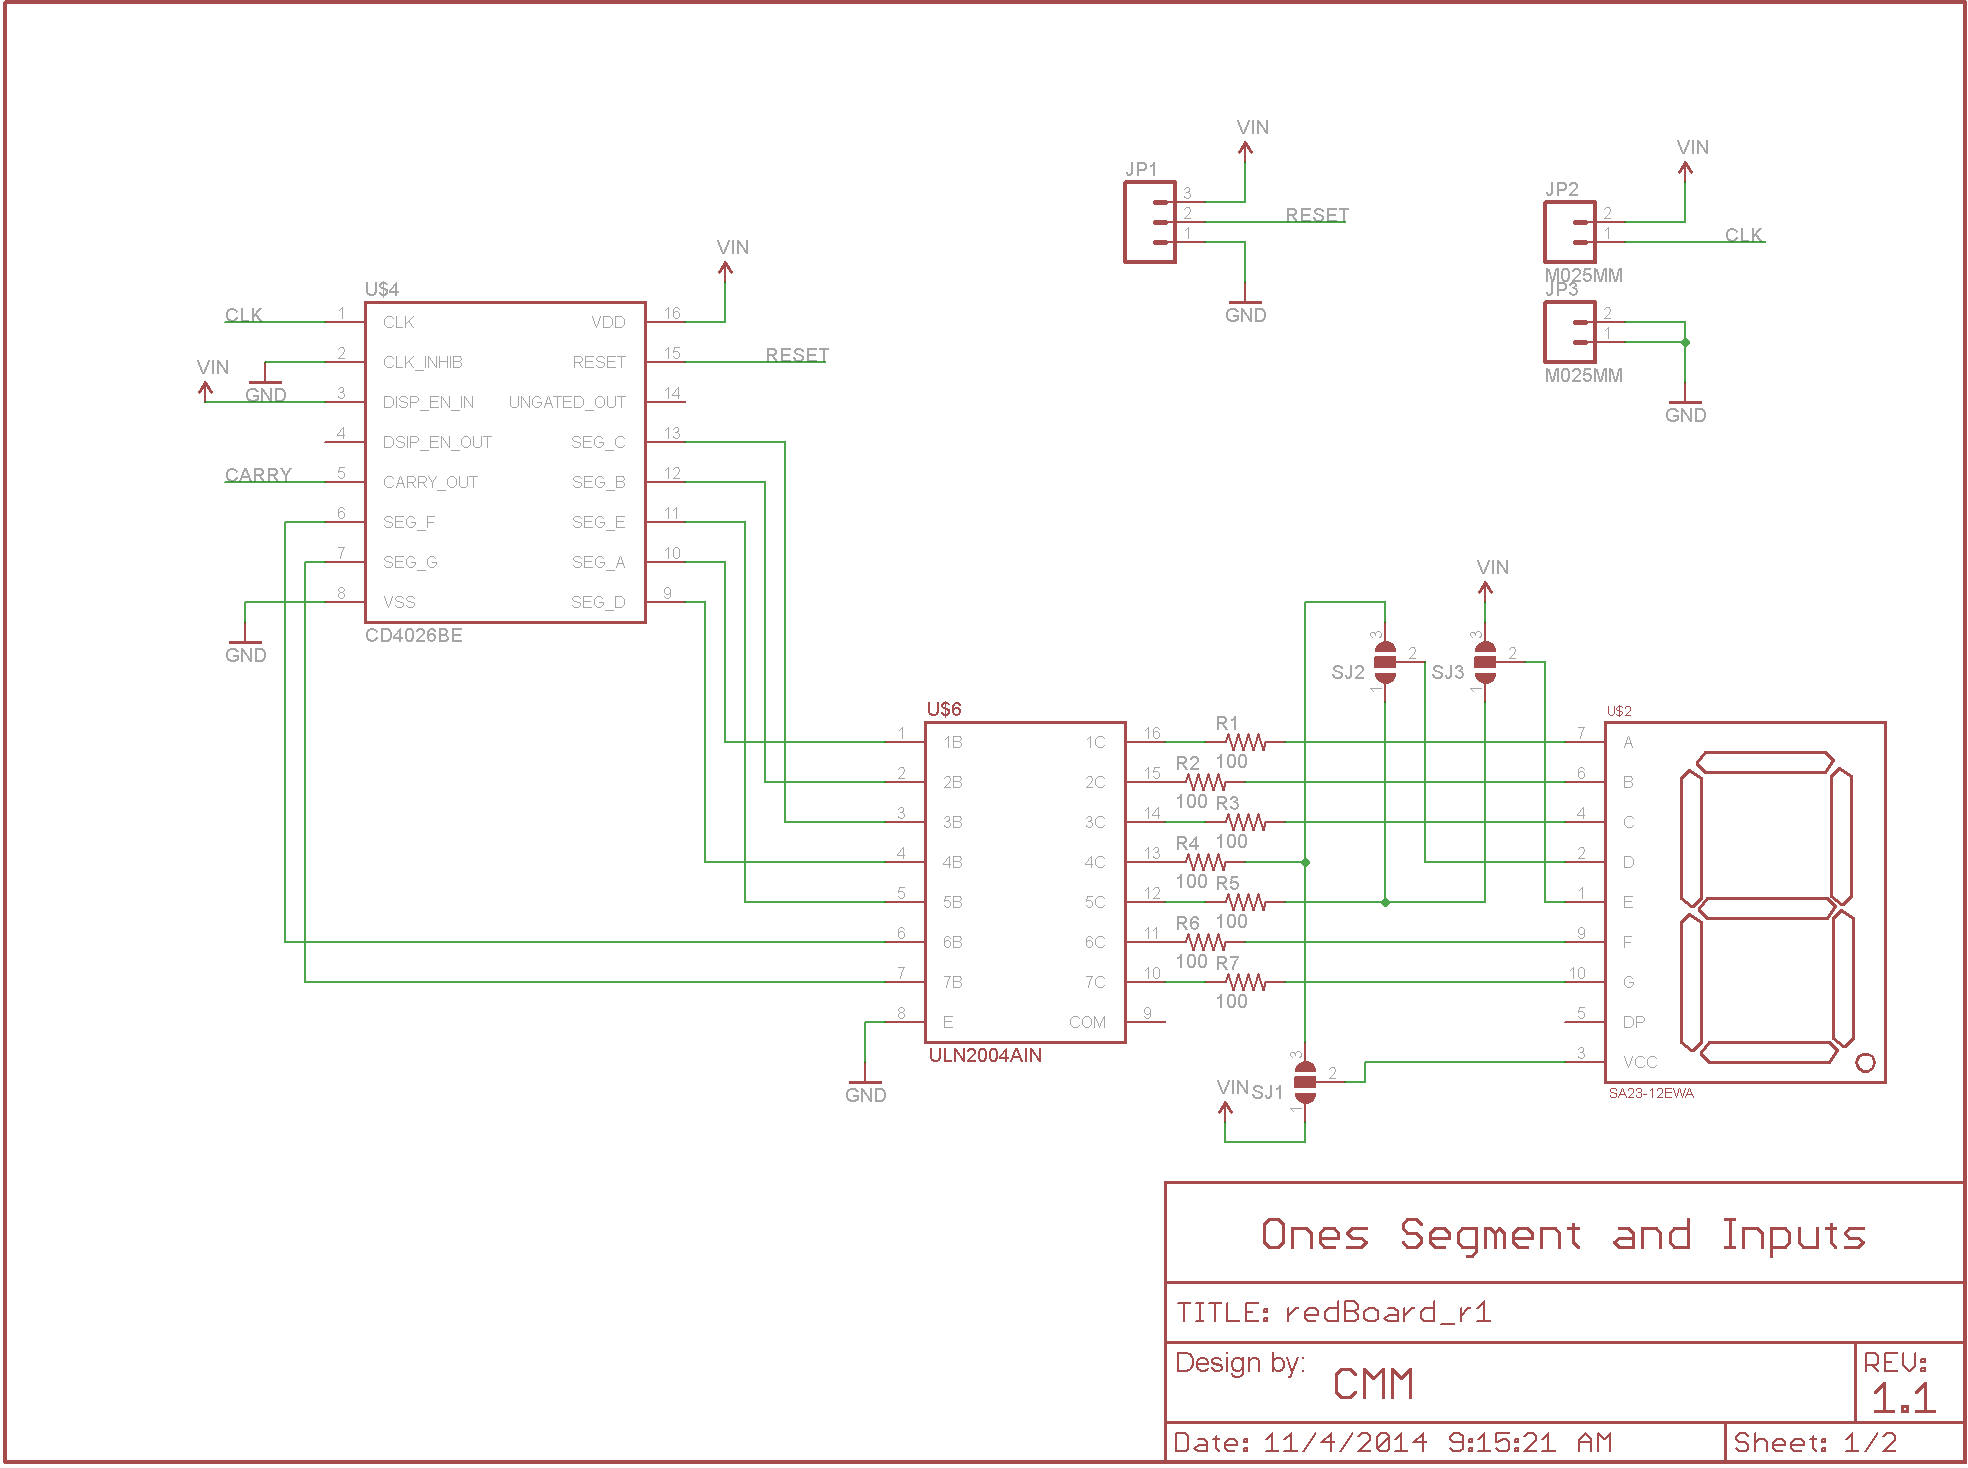 VIN
JP1
3
2
1
RESET
GND
VIN
JP2
2
1
CLK
M025MM
JP3
2
1
M025MM
GND
U$4
VIN
CLK 1 CLK VDD 16
2 CLK_INHIB RESET 15 RESET
GND
VIN
3 DISP_EN_IN UNGATED_OUT 14
4 DSIP_EN_OUT SEG_C 13
CARRY 5 CARRY_OUT SEG_B 12
6 SEG_F SEG_E 11
7 SEG_G SEG_A 10
8 VSS SEG_D 9
GND
CD4026BE
VIN
3
SJ2 2
1
3
SJ3 2
1
U$6
1 1B 1C 16
2 2B 2C 15
3 3B 3C 14
4 4B 4C 13
5 5B 5C 12
6 6B 6C 11
7 7B 7C 10
8 E COM 9
GND
ULN2004AIN
R1
100
R2
100
R3
100
R4
100
R5
100
R6
100
R7
100
U$2
7 A
6 B
4 C
2 D
1 E
9 F
10 G
5 DP
3 VCC
SA23-12EWA
3
VIN SJ1 2
1
Ones Segment and Inputs
TITLE: redBoard_r1
Design by: CMM
REV: 1.1
Date: 11/4/2014 9:15:21 AM
Sheet: 1/2